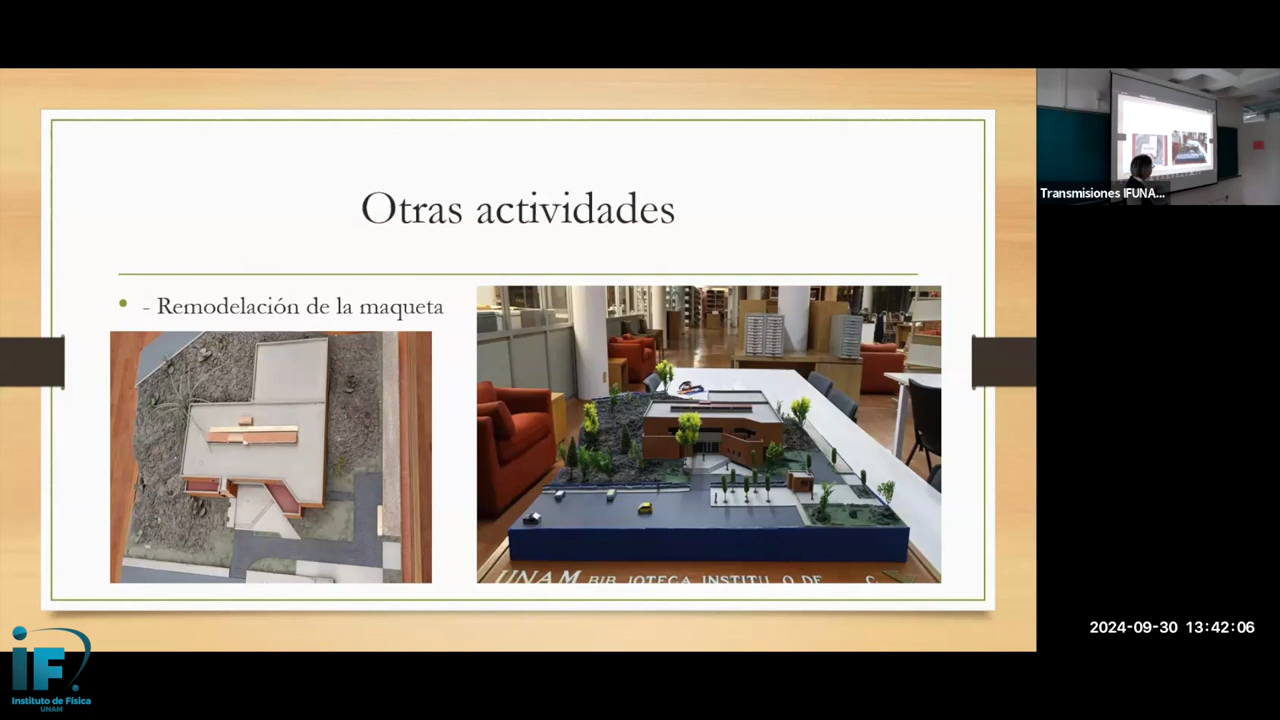 Otras actividades
- Remodelación de la maqueta
UNAM
Transmisiones IFUNA...
2024-09-30 13:42:06
iF
Instituto de Física
UNAM